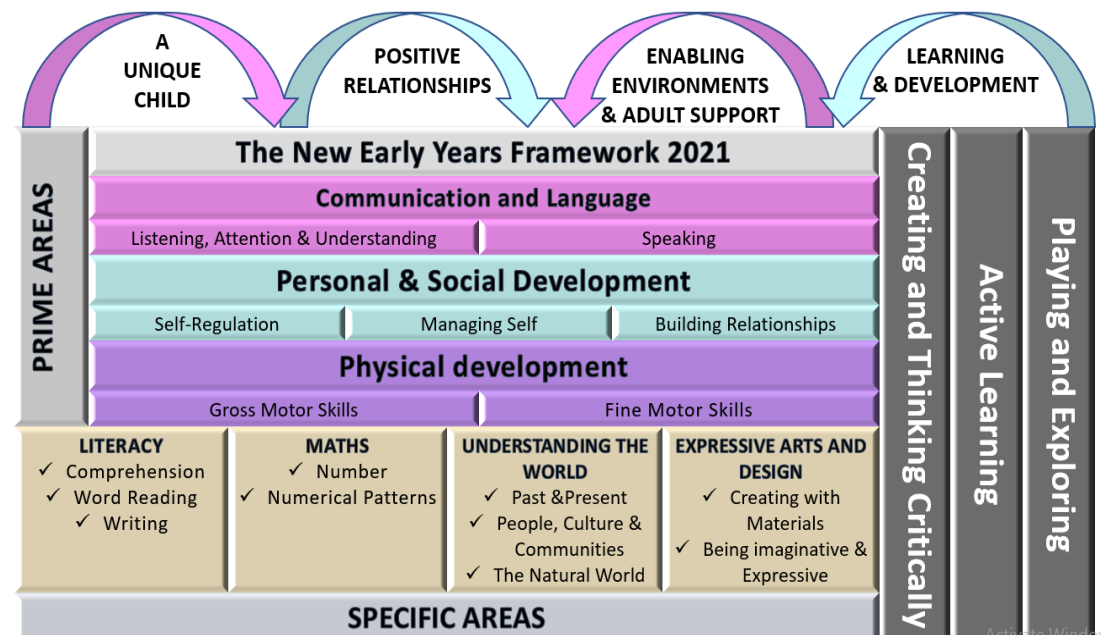 A
UNIQUE
CHILD
POSITIVE
RELATIONSHIPS
ENABLING
ENVIRONMENTS
& ADULT SUPPORT
LEARNING
& DEVELOPMENT
PRIME AREAS
The New Early Years Framework 2021
Communication and Language
Listening, Attention & Understanding
Speaking
Personal & Social Development
Self-Regulation
Managing Self
Building Relationships
Physical development
Gross Motor Skills
Fine Motor Skills
LITERACY
✓ Comprehension
✓ Word Reading
✓ Writing
MATHS
✓ Number
✓ Numerical Patterns
UNDERSTANDING THE
WORLD
✓ Past &Present
✓ People, Culture &
Communities
✓ The Natural World
EXPRESSIVE ARTS AND
DESIGN
✓ Creating with
Materials
✓ Being imaginative &
Expressive
SPECIFIC AREAS
Creating and Thinking Critically
Active Learning
Playing and Exploring